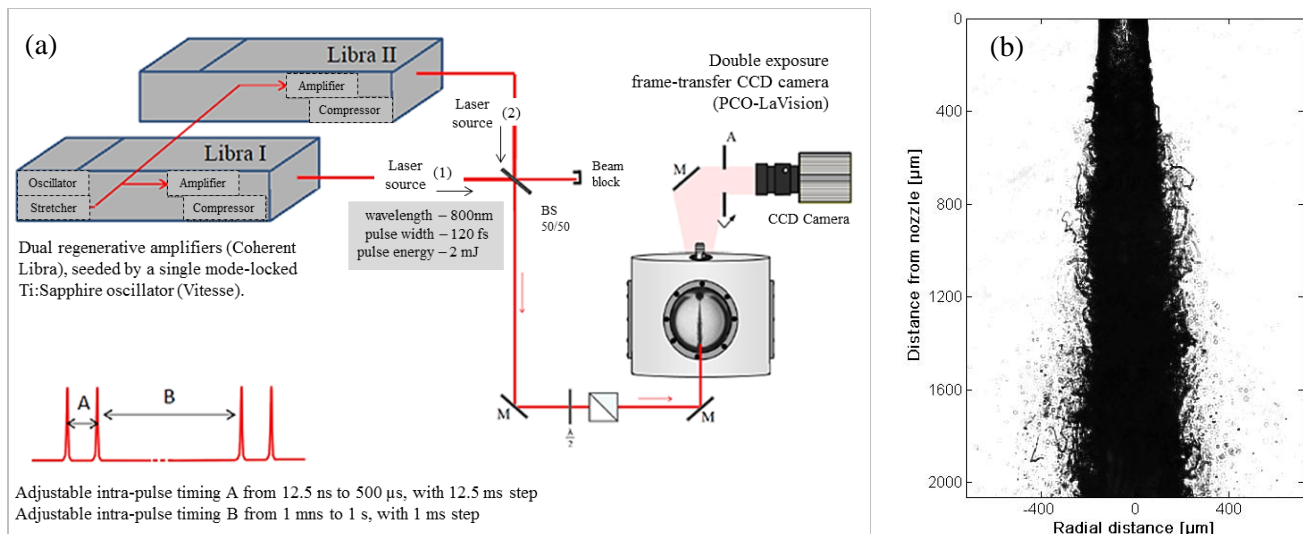 (a)
Libra II
Amplifier
Compressor
Libra I
Oscillator
Stretcher
Amplifier
Compressor
Laser
source
(2)
Laser
source
(1)
BS
50/50
Beam
block
wavelength – 800nm
pulse width – 120 fs
pulse energy – 2 mJ
Double exposure
frame-transfer CCD camera
(PCO-LaVision)
A
M
CCD Camera
Dual regenerative amplifiers (Coherent
Libra), seeded by a single mode-locked
Ti:Sapphire oscillator (Vitesse).
A
B
M
λ/2
M
Adjustable intra-pulse timing A from 12.5 ns to 500 µs, with 12.5 ms step
Adjustable intra-pulse timing B from 1 mns to 1 s, with 1 ms step
(b)
Distance from nozzle [µm]
0
400
800
1200
1600
2000
-400
0
400
Radial distance [µm]